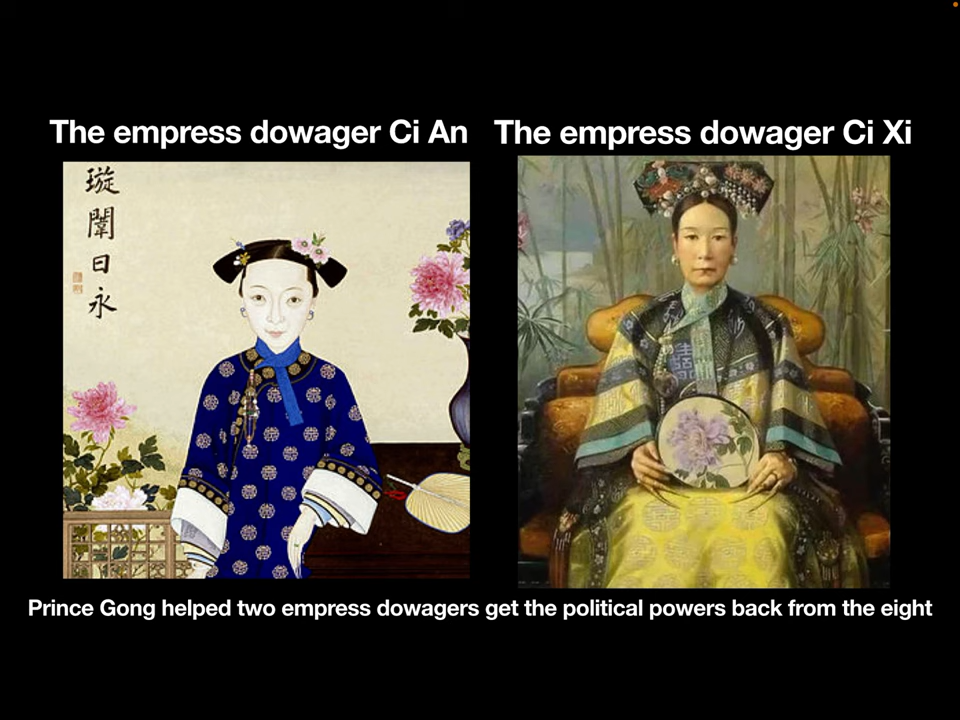 The empress dowager Ci An
The empress dowager Ci Xi
璇
闈
日
永
Prince Gong helped two empress dowagers get the political powers back from the eight